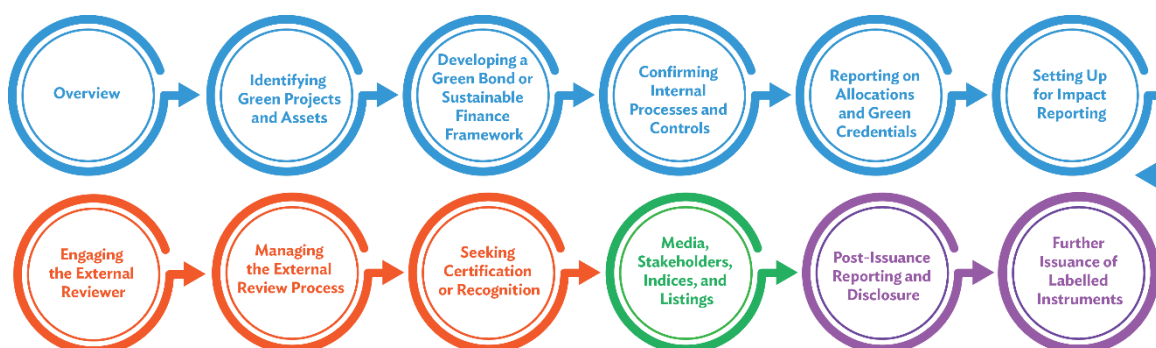 Overview
Identifying
Green Projects
and Assets
Developing a
Green Bond or
Sustainable
Finance
Framework
Confirming
Internal
Processes and
Controls
Reporting on
Allocations
and Green
Credentials
Setting Up
for Impact
Reporting
Engaging
the External
Reviewer
Managing
the External
Review Process
Seeking
Certification
or Recognition
Media,
Stakeholders,
Indices, and
Listings
Post-Issuance
Reporting and
Disclosure
Further
Issuance of
Labelled
Instruments